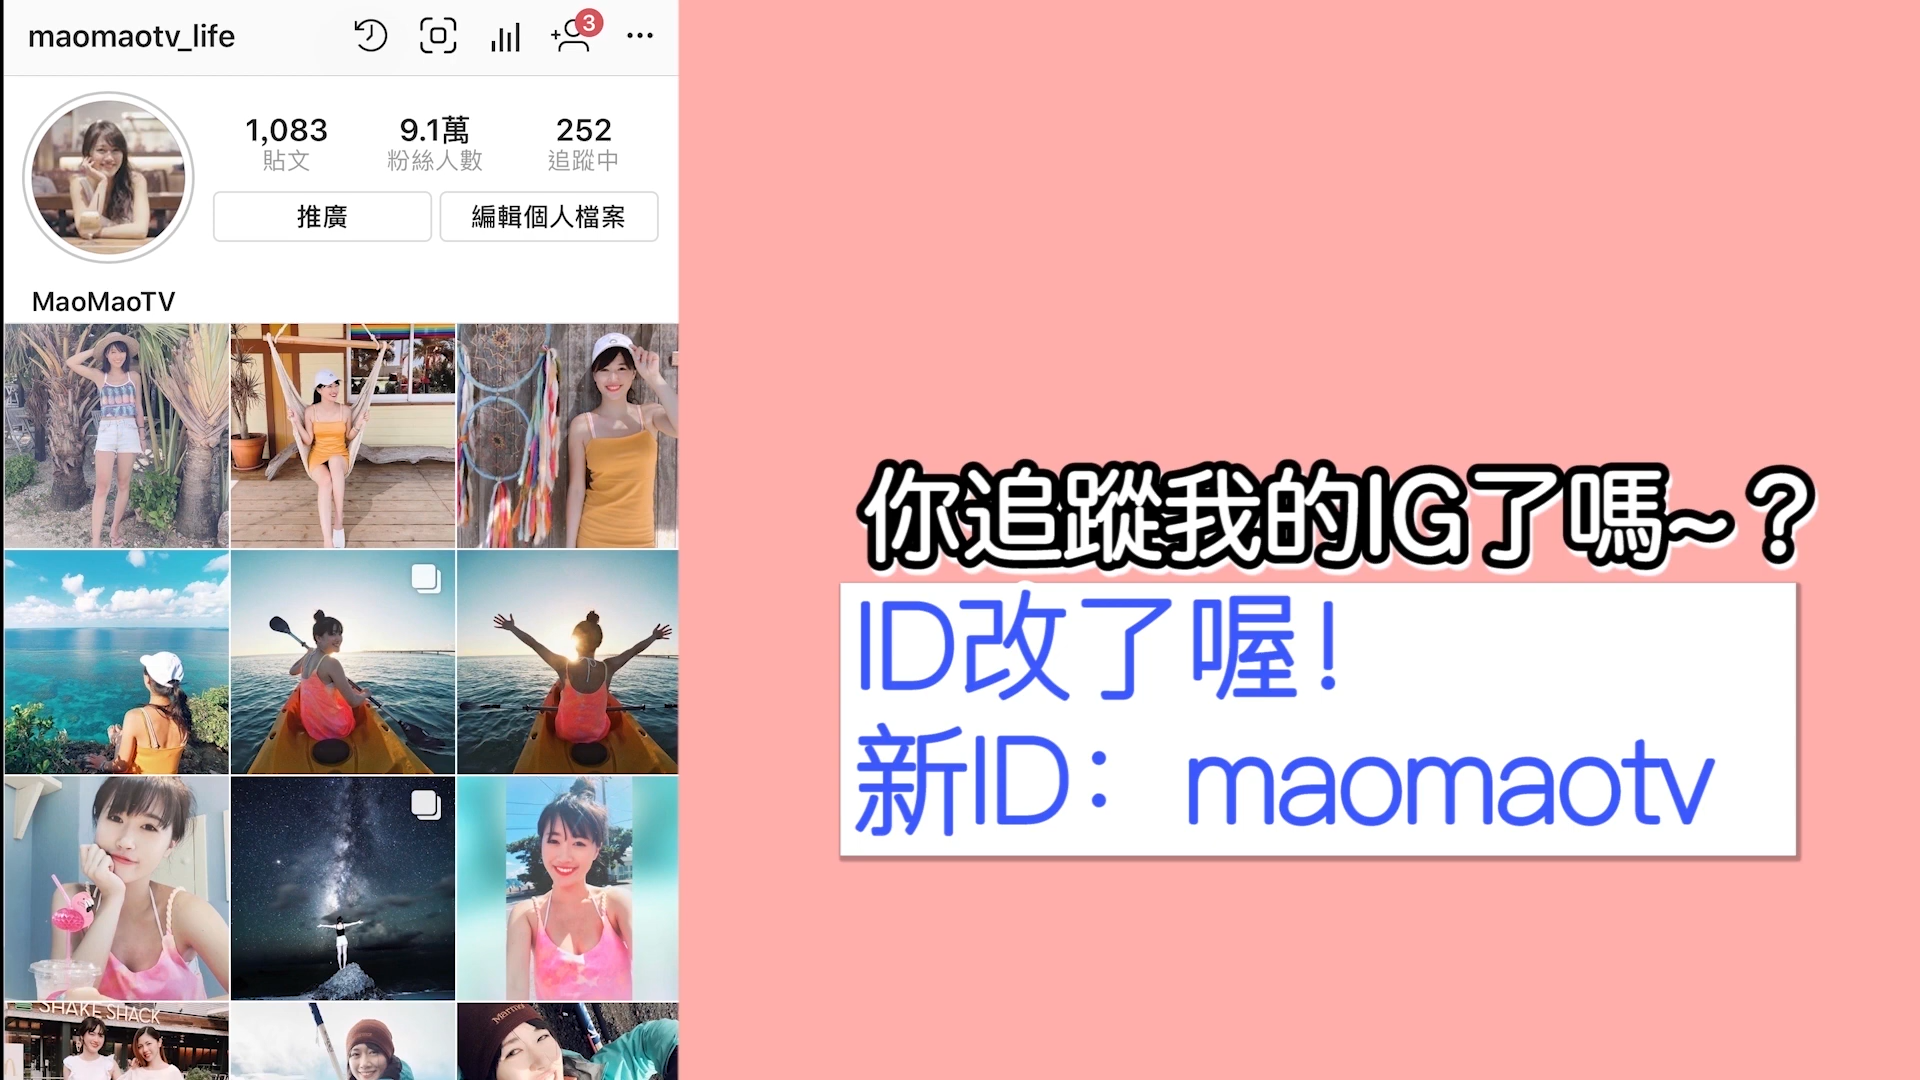 maomaotv_life
3
1,083
貼文
9.1萬
粉絲人數
252
追蹤中
推廣
編輯個人檔案
MaoMaoTV
SHAKE SHACK
Marmot
你追蹤我的IG了嗎~？
ID改了喔！
新ID：maomaotv